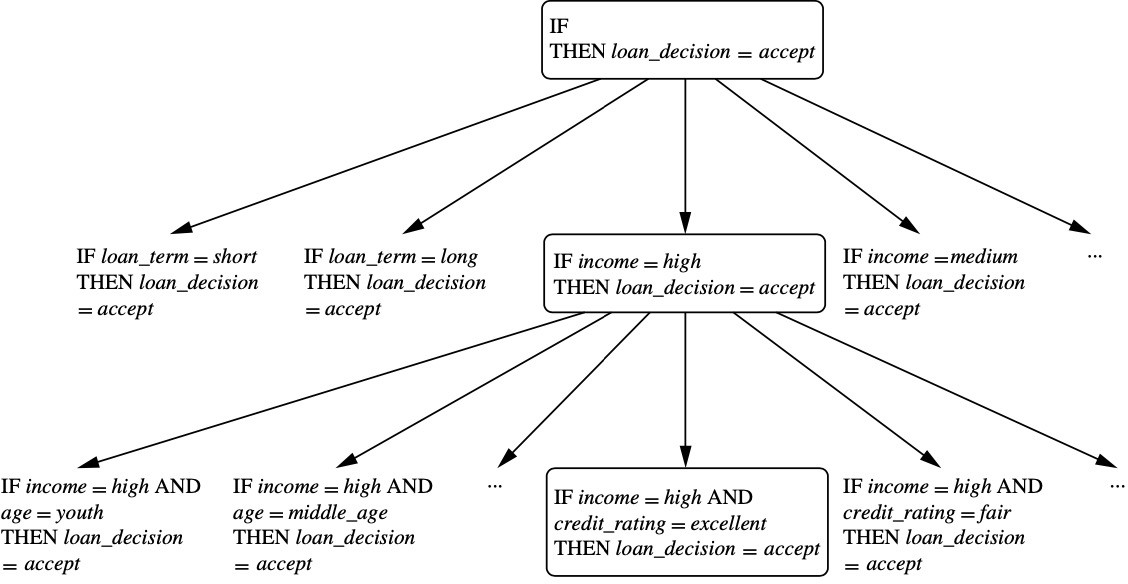 IF
THEN loan_decision = accept
IF loan_term = short
THEN loan_decision
= accept
IF loan_term = long
THEN loan_decision
= accept
IF income = high
THEN loan_decision = accept
IF income =medium
THEN loan_decision
= accept
...
IF income = high AND
age = youth
THEN loan_decision
= accept
IF income = high AND
age = middle_age
THEN loan_decision
= accept
...
IF income = high AND
credit_rating = excellent
THEN loan_decision = accept
IF income = high AND
credit_rating = fair
THEN loan_decision
= accept
...